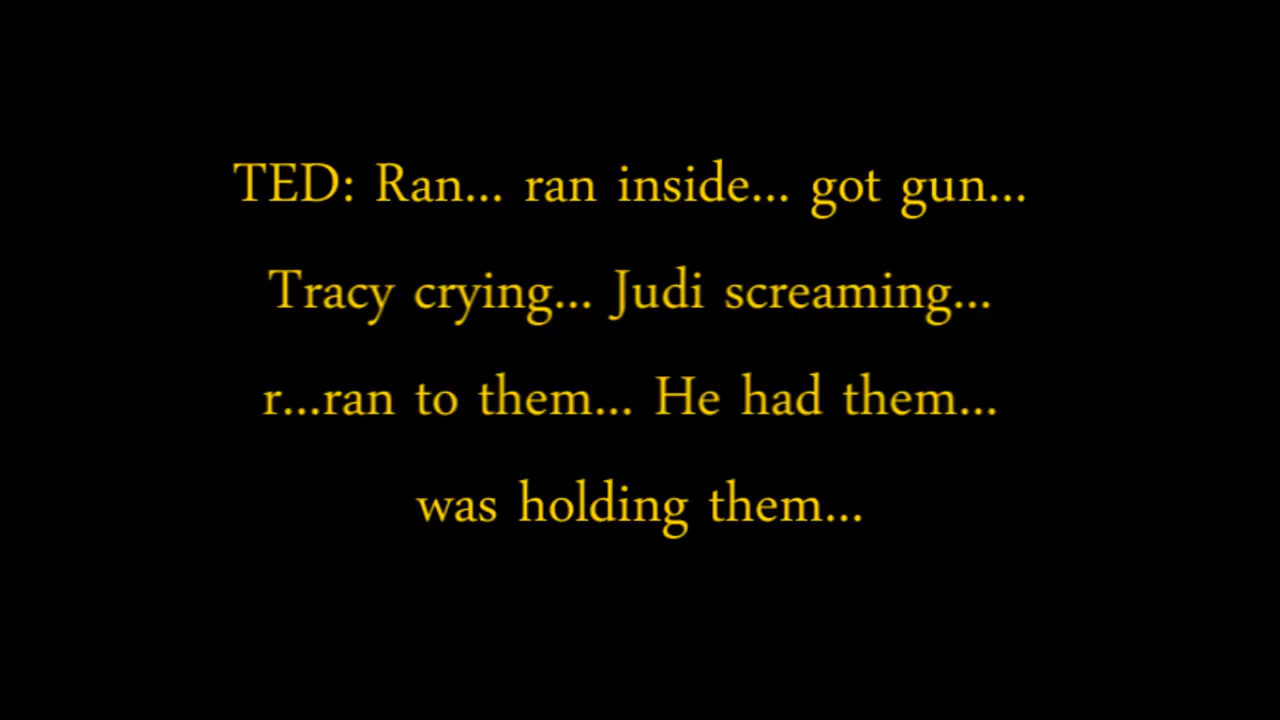 TED: Ran... ran inside... got gun...
Tracy crying... Judi screaming...
r...ran to them... He had them...
was holding them...